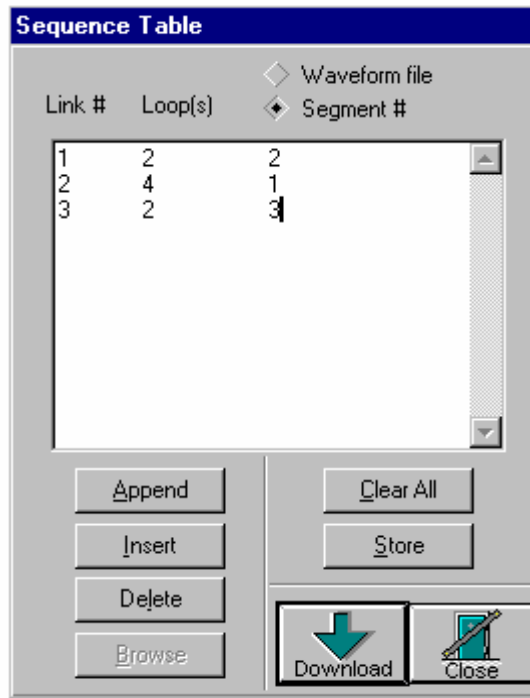 Sequence Table
Waveform file
Link # Loop(s) Segment #
1 2 2
2 4 1
3 2 3
Append
Clear All
Insert
Store
Delete
Browse
Download
Close